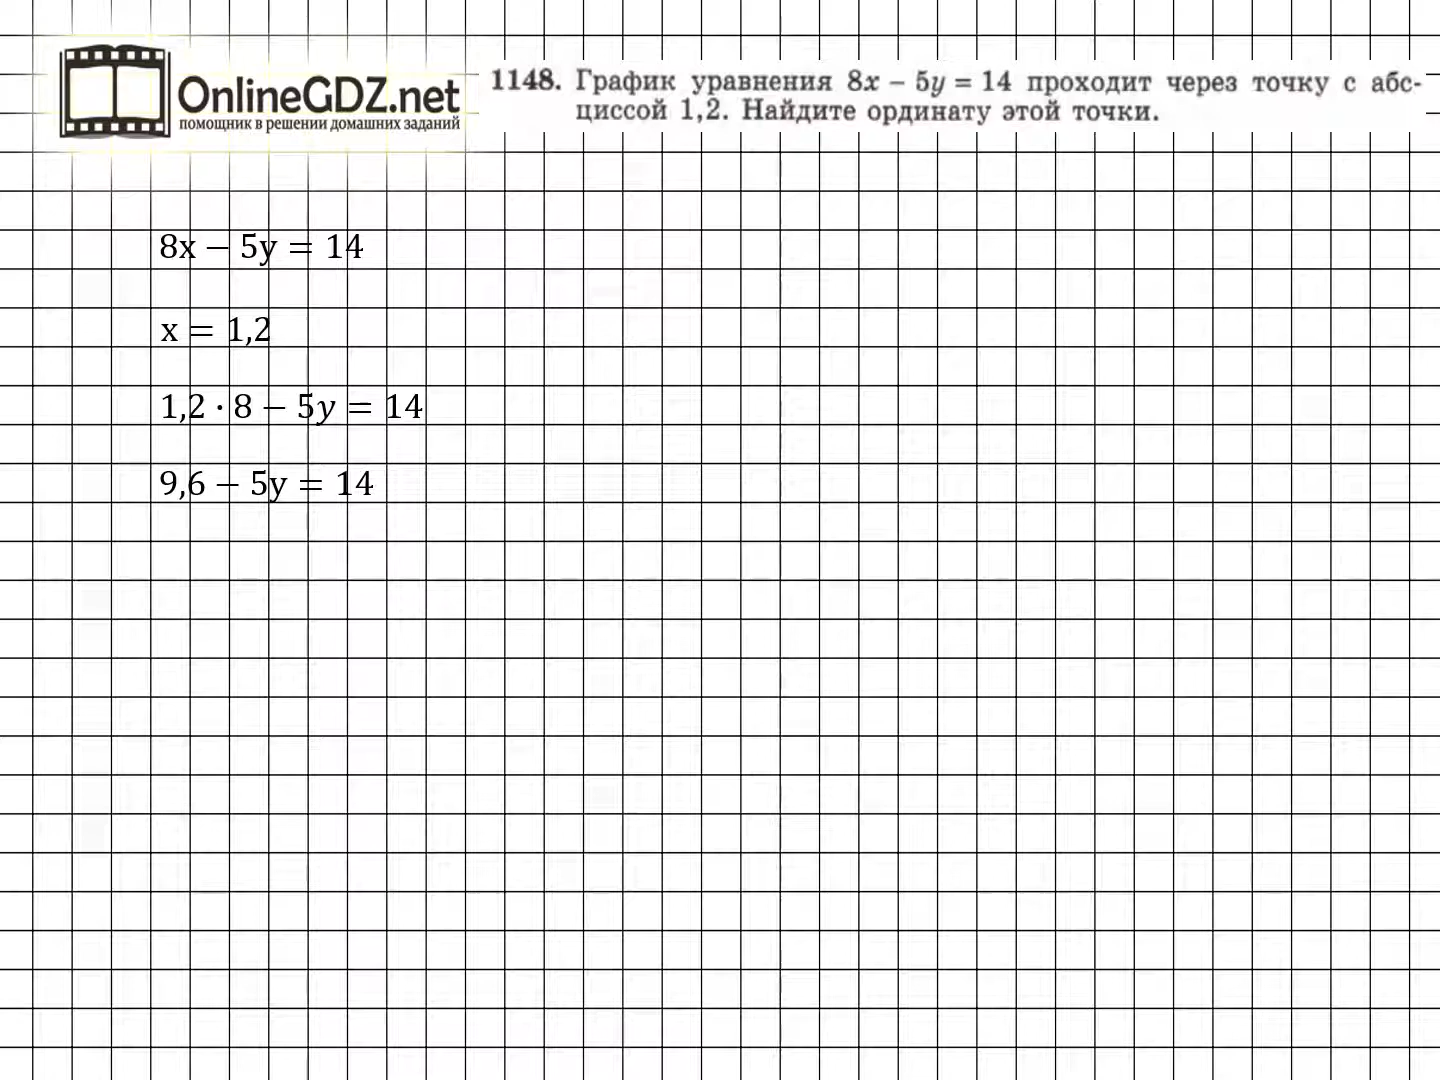 OnlineGDZ.net
помощник в решении домашних заданий
1148. График уравнения 8x − 5y = 14 проходит через точку с абс-
циссой 1,2. Найдите ординату этой точки.
8x − 5y = 14
x = 1,2
1,2 · 8 − 5y = 14
9,6 − 5y = 14